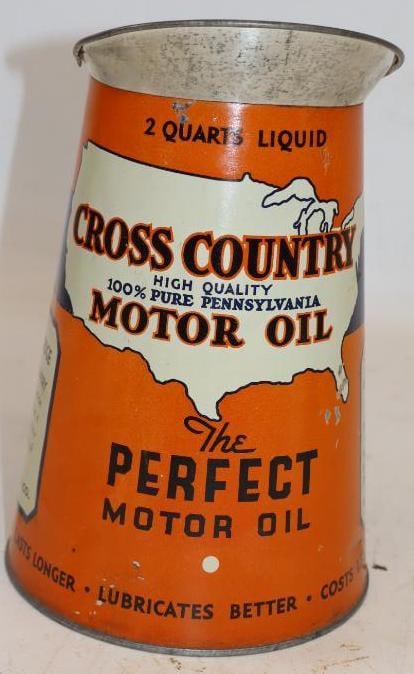 2 QUARTS LIQUID
CROSS COUNTRY
HIGH QUALITY
100% PURE PENNSYLVANIA
MOTOR OIL
The
PERFECT
MOTOR OIL
LONGER • LUBRICATES BETTER • COSTS